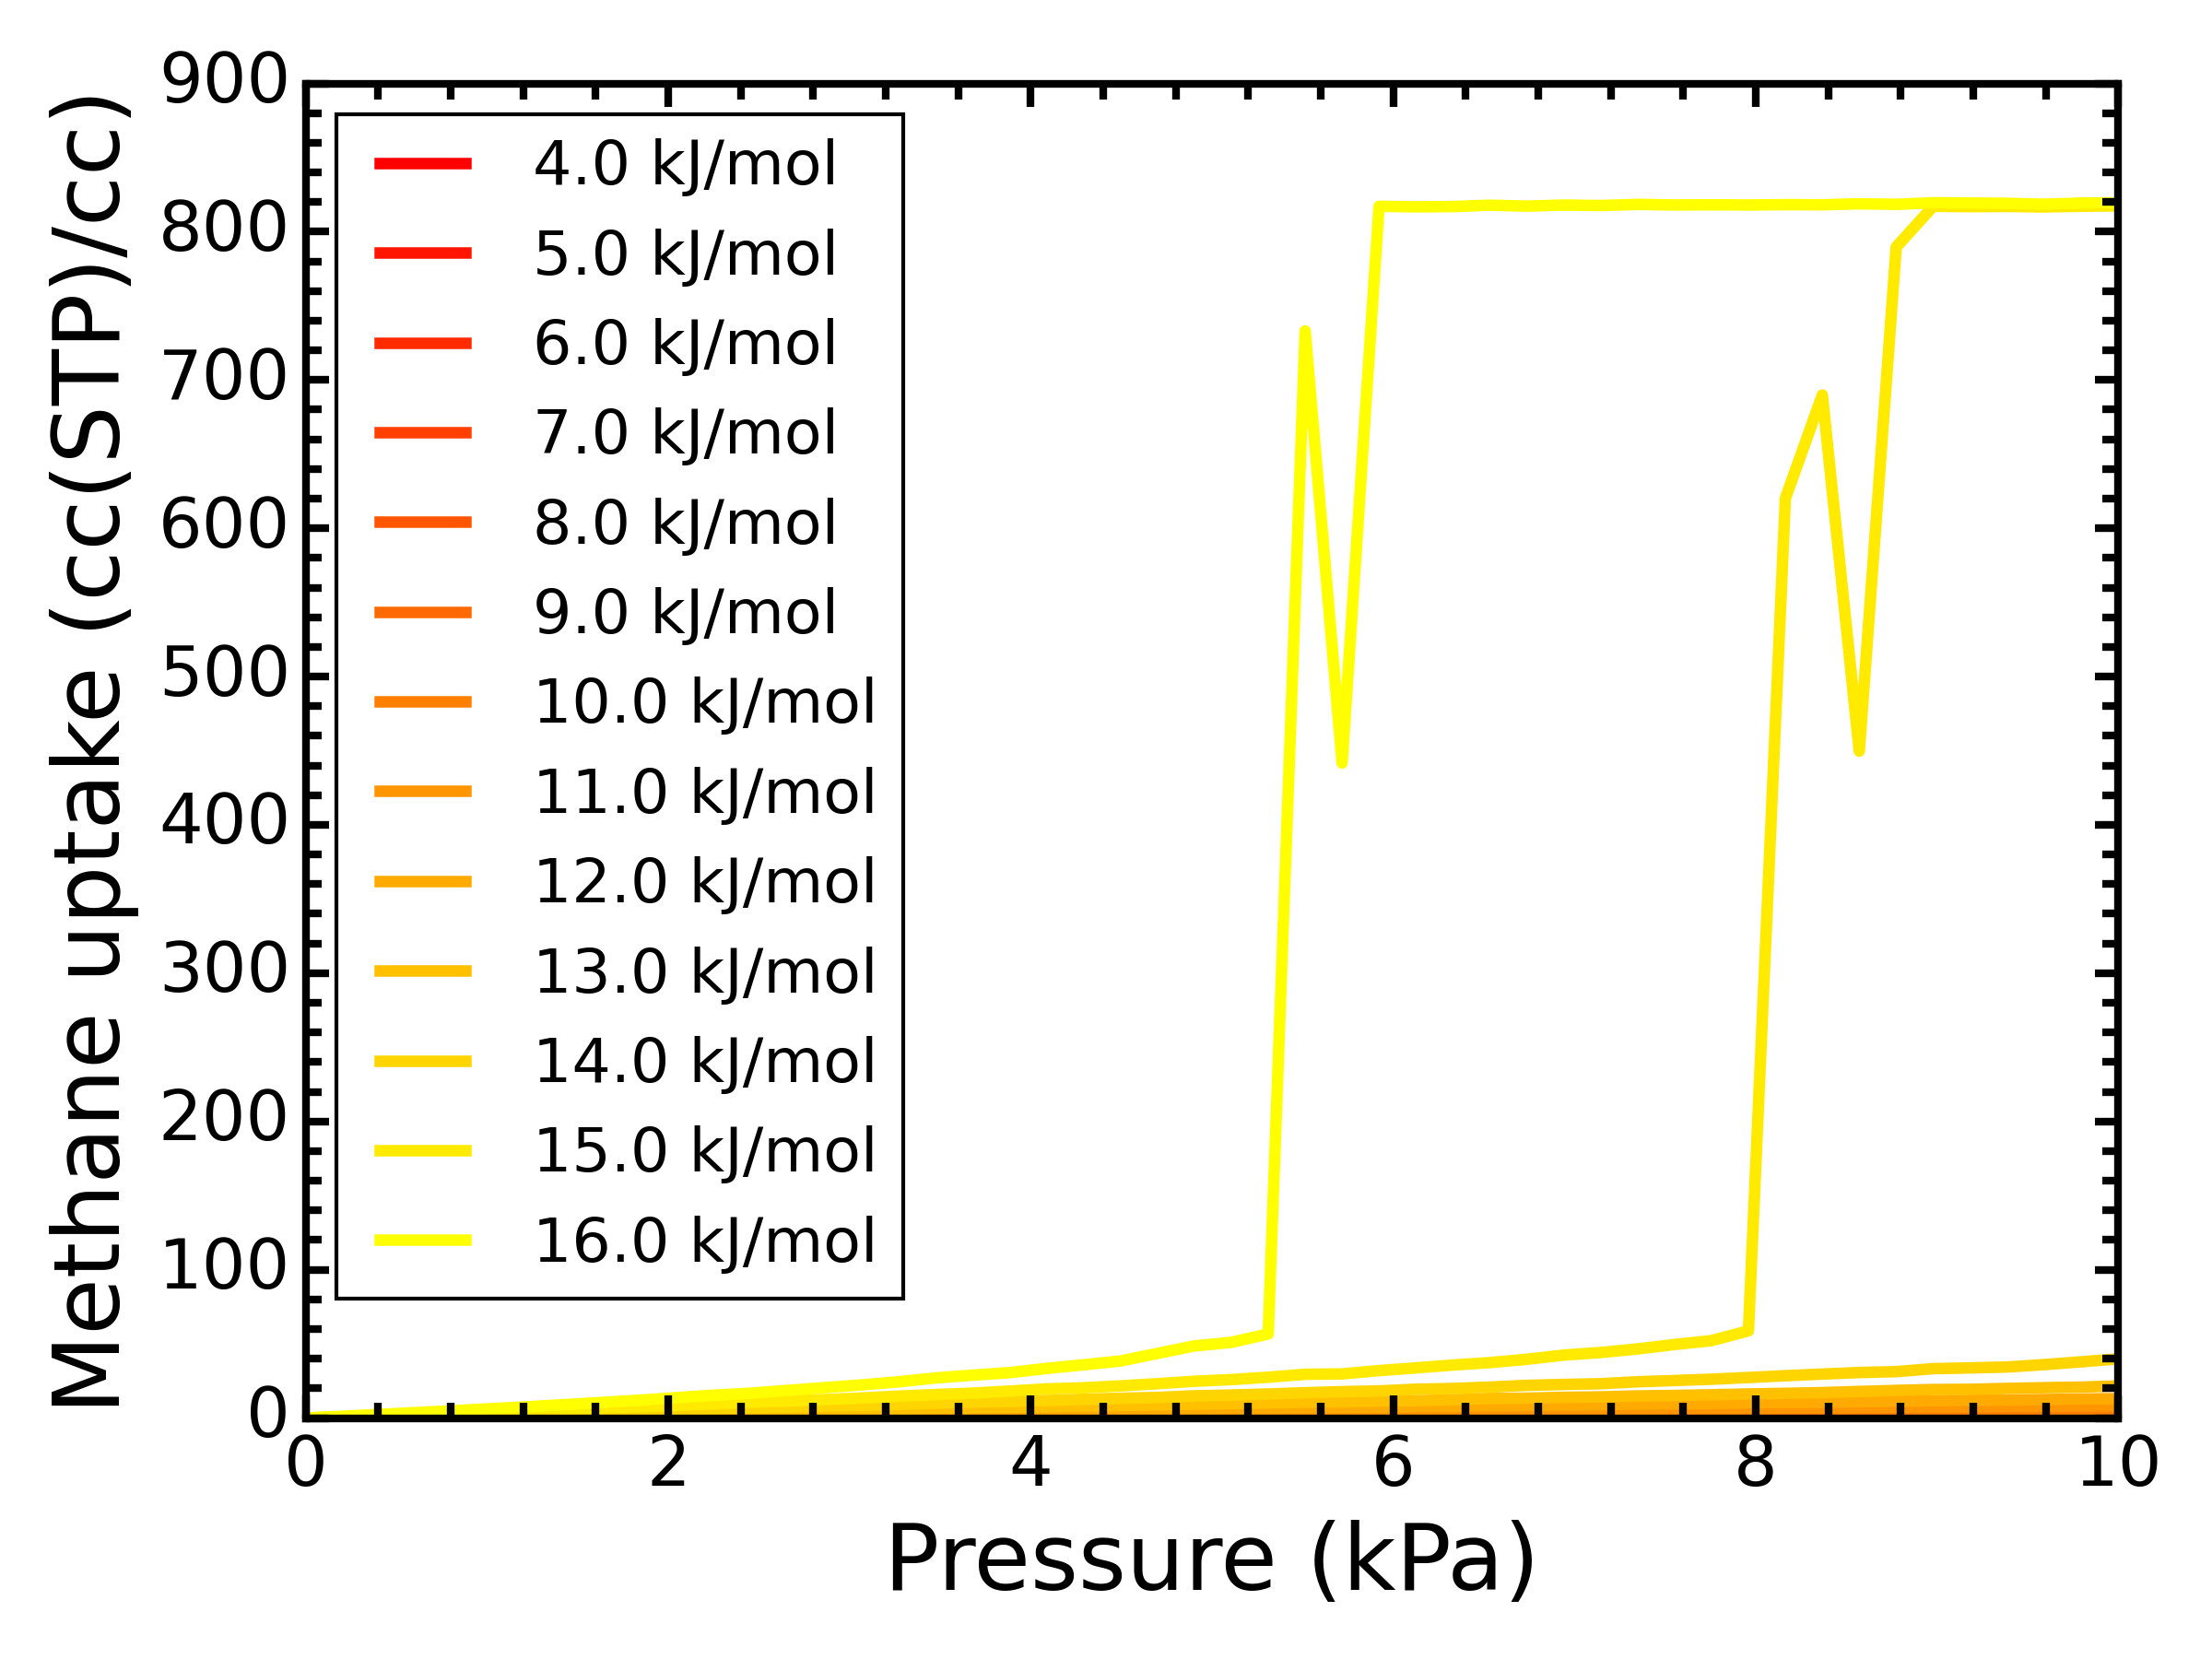 Methane uptake (cc(STP)/cc)
900
800
700
600
500
400
300
200
100
0
4.0 kJ/mol
5.0 kJ/mol
6.0 kJ/mol
7.0 kJ/mol
8.0 kJ/mol
9.0 kJ/mol
10.0 kJ/mol
11.0 kJ/mol
12.0 kJ/mol
13.0 kJ/mol
14.0 kJ/mol
15.0 kJ/mol
16.0 kJ/mol
0 2 4 6 8 10
Pressure (kPa)